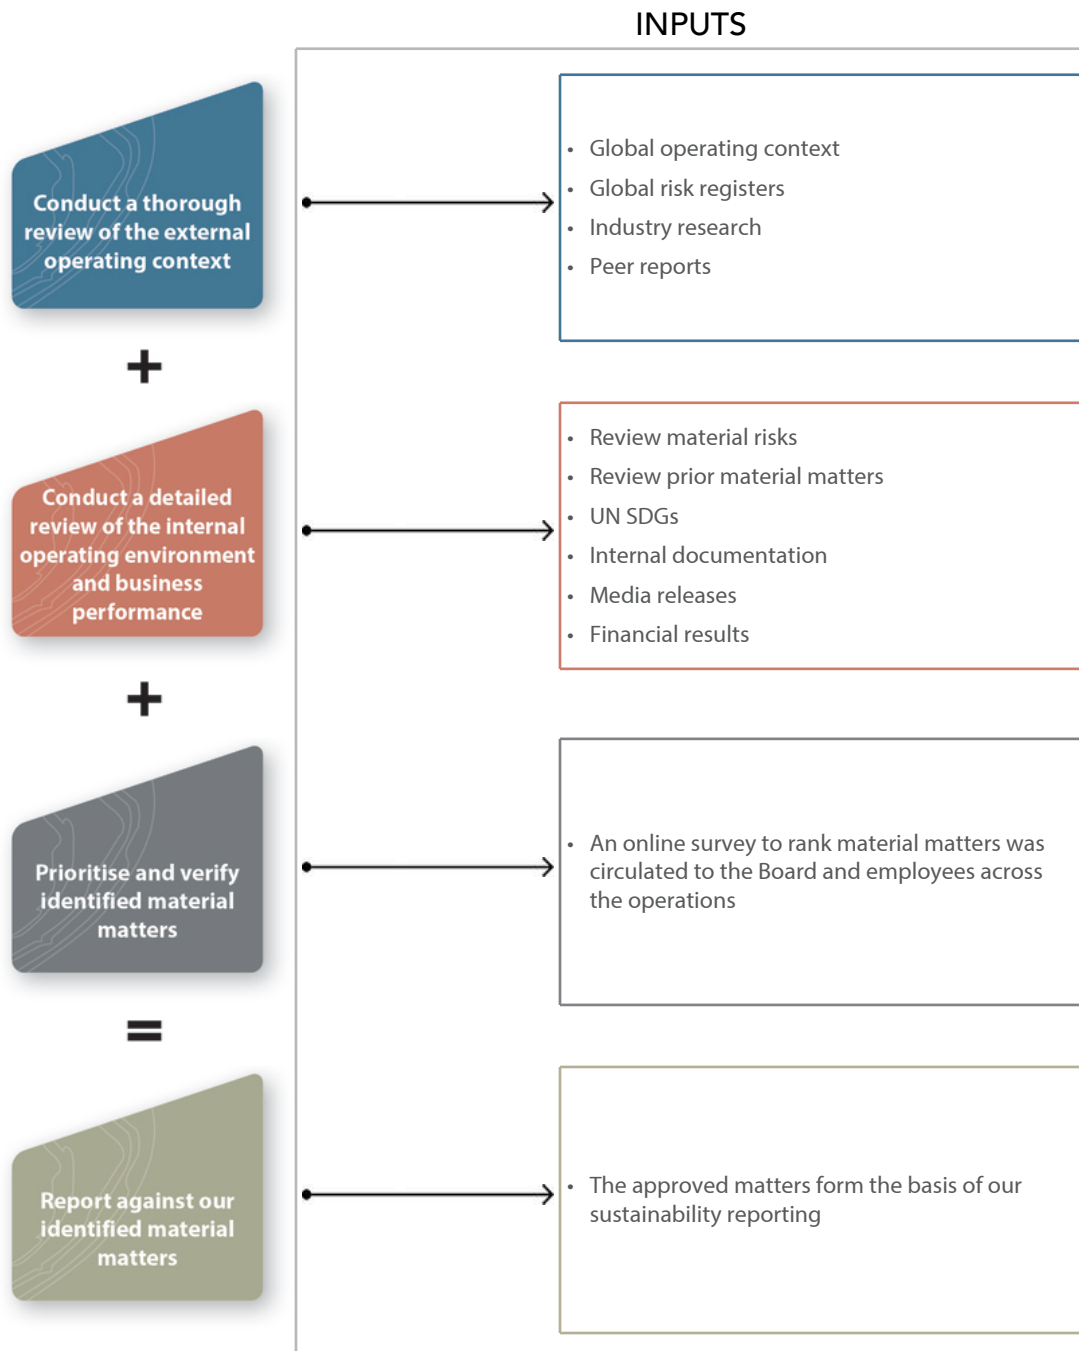 INPUTS
Conduct a thorough
review of the external
operating context
• Global operating context
• Global risk registers
• Industry research
• Peer reports
+
Conduct a detailed
review of the internal
operating environment
and business
performance
• Review material risks
• Review prior material matters
• UN SDGs
• Internal documentation
• Media releases
• Financial results
+
Prioritise and verify
identified material
matters
• An online survey to rank material matters was
circulated to the Board and employees across
the operations
=
Report against our
identified material
matters
• The approved matters form the basis of our
sustainability reporting